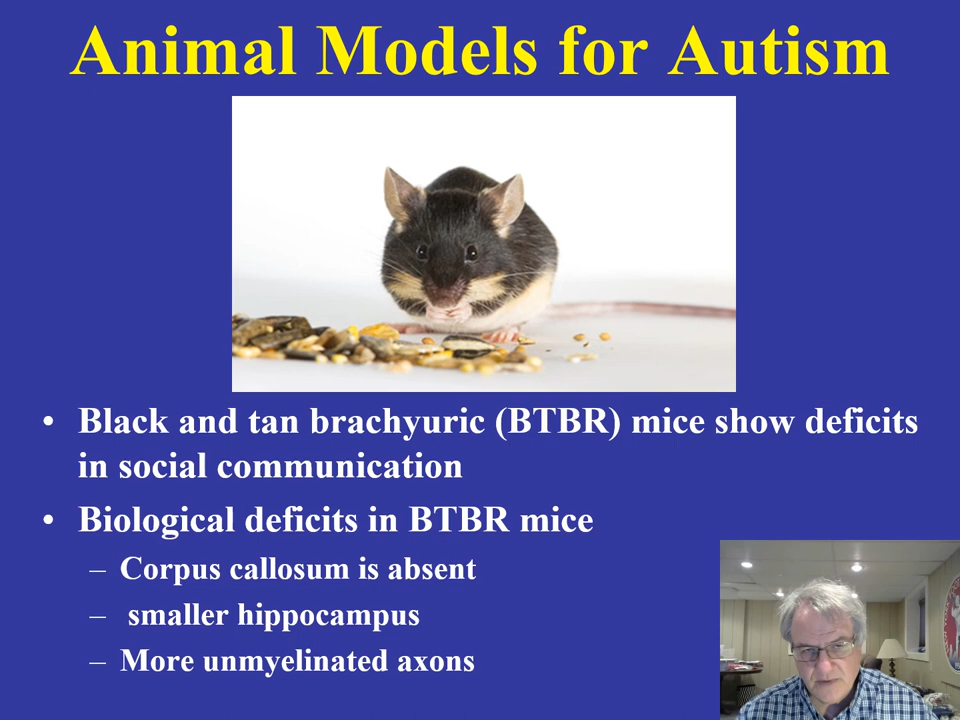 Animal Models for Autism
• Black and tan brachyuric (BTBR) mice show deficits
in social communication
• Biological deficits in BTBR mice
– Corpus callosum is absent
– smaller hippocampus
– More unmyelinated axons